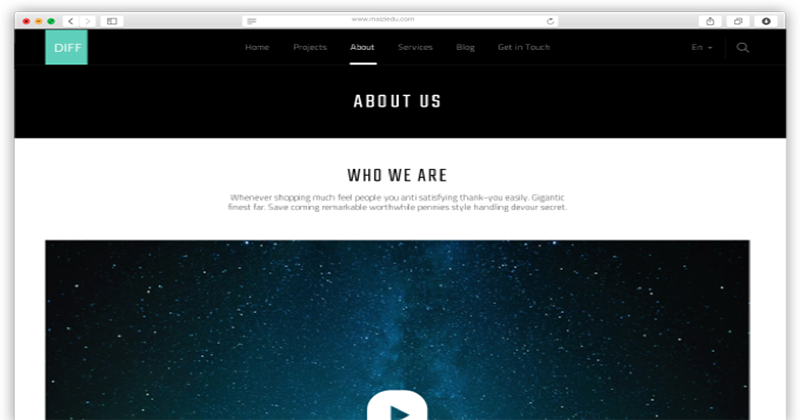 www.maizledu.com
DIFF
Home Projects About Services Blog Get in Touch En
ABOUT US
WHO WE ARE
Whenever shopping much feel people you anti satisfying thank-you easily. Gigantic
finest far. Save coming remarkable worthwhile pennies style handling devour secret.